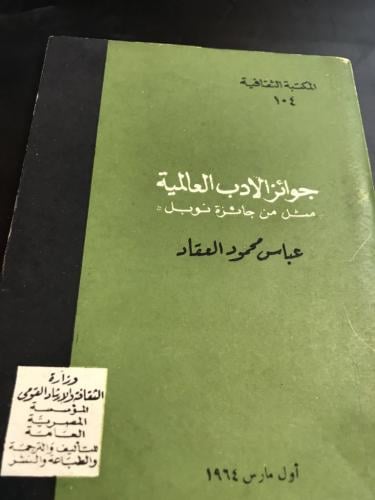 المكتبة الثقافية
١٠٤
جوائز الأدب العالمية
مثل من جائزة نوبل
عباس محمود العقاد
وزارة
الثقافة والإرشاد القومى
المؤسسة
المصرية
العامة
للتأليف والترجمة
والطباعة والنشر
أول مارس ١٩٦٤